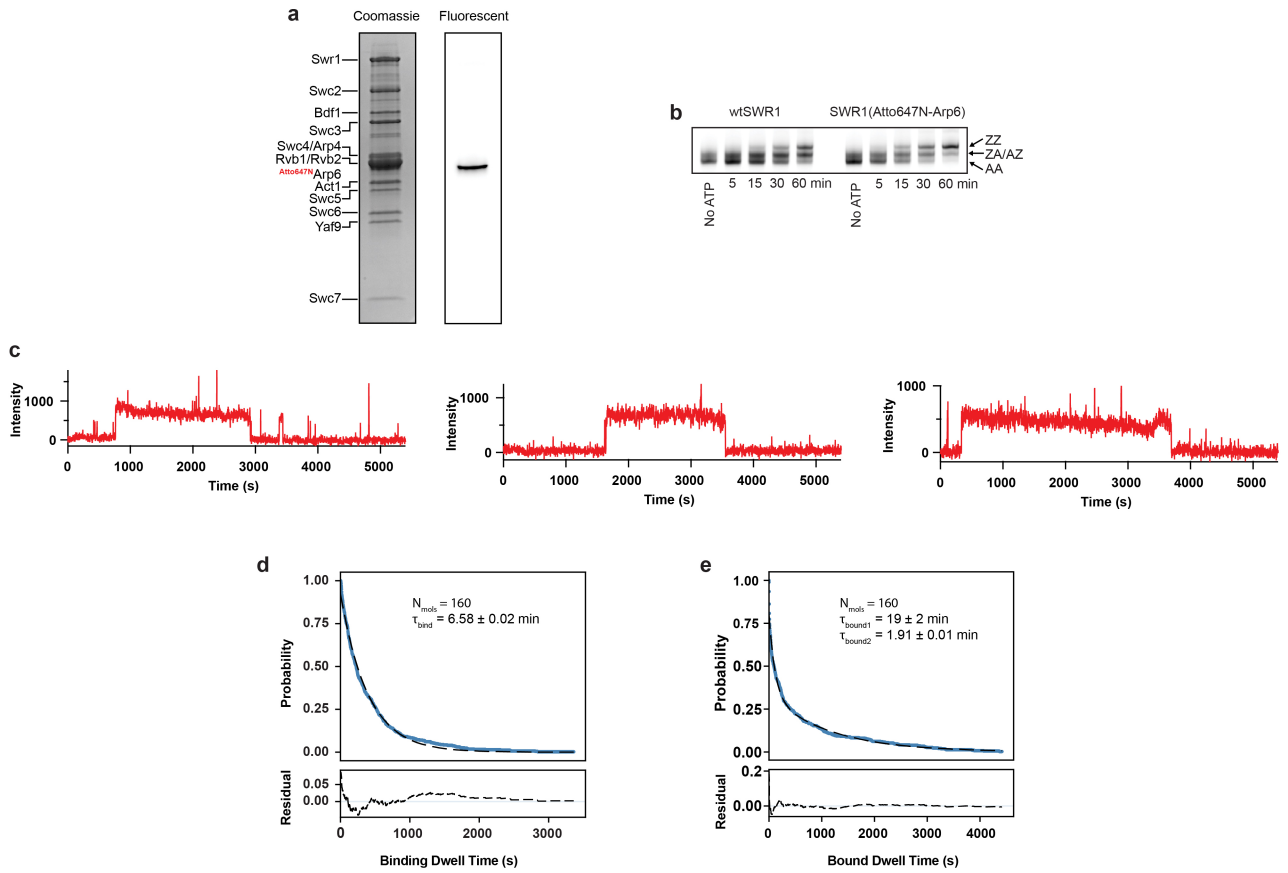 a
Coomassie Fluorescent
Swr1
Swc2
Bdf1
Swc3
Swc4/Arp4
Rvb1/Rvb2
Atto647NArp6
Act1
Swc5
Swc6
Yaf9
Swc7
b
wtSWR1 SWR1(Atto647N-Arp6)
ZZ
ZA/AZ
AA
No ATP 5 15 30 60 min No ATP 5 15 30 60 min
c
Intensity
1000
0
0 1000 2000 3000 4000 5000
Time (s)
Intensity
1000
0
0 1000 2000 3000 4000 5000
Time (s)
Intensity
1000
0
0 1000 2000 3000 4000 5000
Time (s)
d
Probability
1.00
0.75
0.50
0.25
0.00
Nmols = 160
τbind = 6.58 ± 0.02 min
Residual
0.05
0.00
0 1000 2000 3000
Binding Dwell Time (s)
e
Probability
1.00
0.75
0.50
0.25
0.00
Nmols = 160
τbound1 = 19 ± 2 min
τbound2 = 1.91 ± 0.01 min
Residual
0.2
0.00
0 1000 2000 3000 4000
Bound Dwell Time (s)